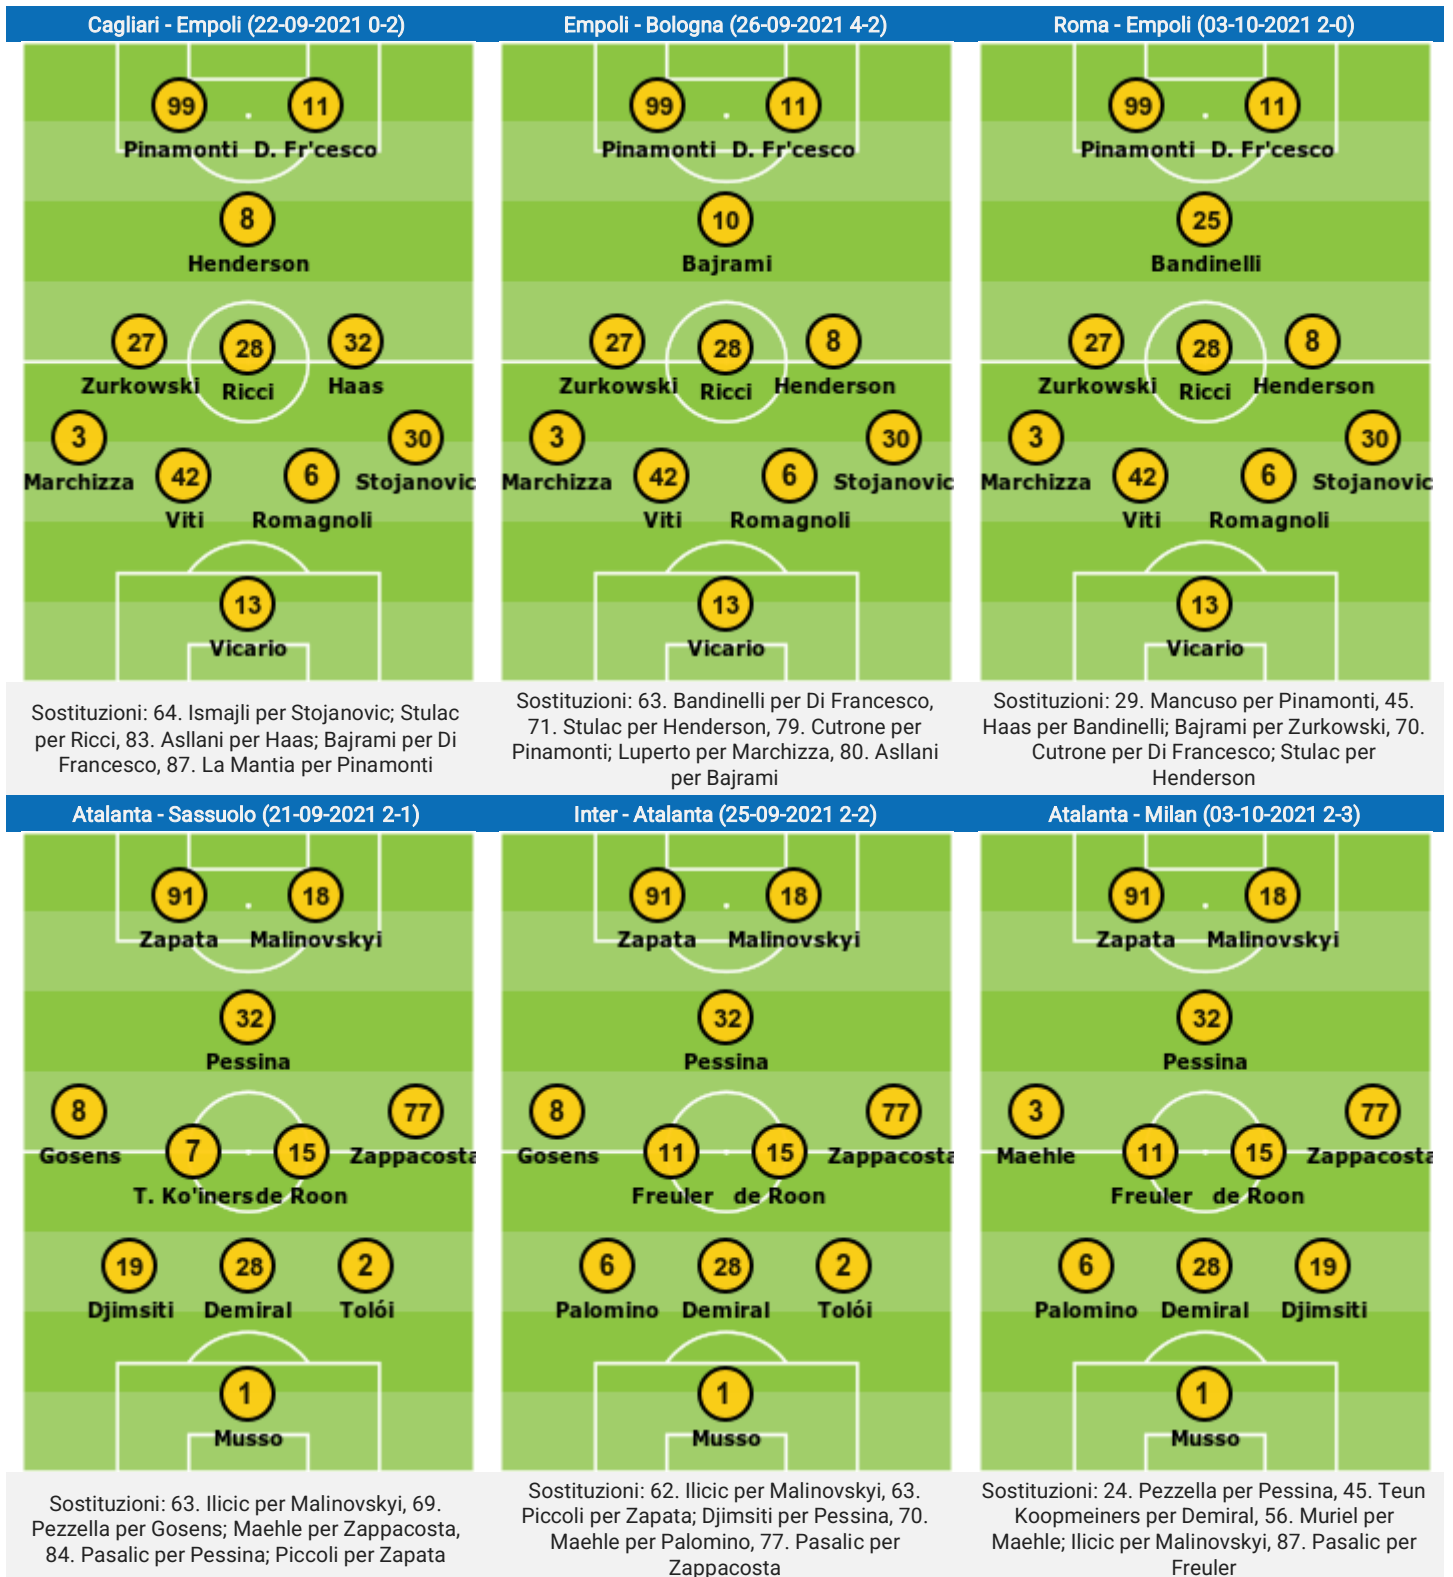 Cagliari - Empoli (22-09-2021 0-2)
99
11
Pinamonti D. Fr'cesco
8
Henderson
27
28
32
Zurkowski Ricci Haas
3
30
Marchizza Stojanovic
42
6
Viti Romagnoli
13
Vicario
Sostituzioni: 64. Ismajli per Stojanovic; Stulac
per Ricci, 83. Asllani per Haas; Bajrami per Di
Francesco, 87. La Mantia per Pinamonti
Empoli - Bologna (26-09-2021 4-2)
99
11
Pinamonti D. Fr'cesco
10
Bajrami
27
28
8
Zurkowski Ricci Henderson
3
30
Marchizza Stojanovic
42
6
Viti Romagnoli
13
Vicario
Sostituzioni: 63. Bandinelli per Di Francesco,
71. Stulac per Henderson, 79. Cutrone per
Pinamonti; Luperto per Marchizza, 80. Asllani
per Bajrami
Roma - Empoli (03-10-2021 2-0)
99
11
Pinamonti D. Fr'cesco
25
Bandinelli
27
28
8
Zurkowski Ricci Henderson
3
30
Marchizza Stojanovic
42
6
Viti Romagnoli
13
Vicario
Sostituzioni: 29. Mancuso per Pinamonti, 45.
Haas per Bandinelli; Bajrami per Zurkowski, 70.
Cutrone per Di Francesco; Stulac per
Henderson
Atalanta - Sassuolo (21-09-2021 2-1)
91
18
Zapata Malinovskyi
32
Pessina
8
77
Gosens Zappacosta
7
15
T. Ko'iners de Roon
19
28
2
Djimsiti Demiral Tolói
1
Musso
Sostituzioni: 63. Ilicic per Malinovskyi, 69.
Pezzella per Gosens; Maehle per Zappacosta,
84. Pasalic per Pessina; Piccoli per Zapata
Inter - Atalanta (25-09-2021 2-2)
91
18
Zapata Malinovskyi
32
Pessina
8
77
Gosens Zappacosta
11
15
Freuler de Roon
6
28
2
Palomino Demiral Tolói
1
Musso
Sostituzioni: 62. Ilicic per Malinovskyi, 63.
Piccoli per Zapata; Djimsiti per Pessina, 70.
Maehle per Palomino, 77. Pasalic per
Zappacosta
Atalanta - Milan (03-10-2021 2-3)
91
18
Zapata Malinovskyi
32
Pessina
3
77
Maehle Zappacosta
11
15
Freuler de Roon
6
28
19
Palomino Demiral Djimsiti
1
Musso
Sostituzioni: 24. Pezzella per Pessina, 45. Teun
Koopmeiners per Demiral, 56. Muriel per
Maehle; Ilicic per Malinovskyi, 87. Pasalic per
Freuler